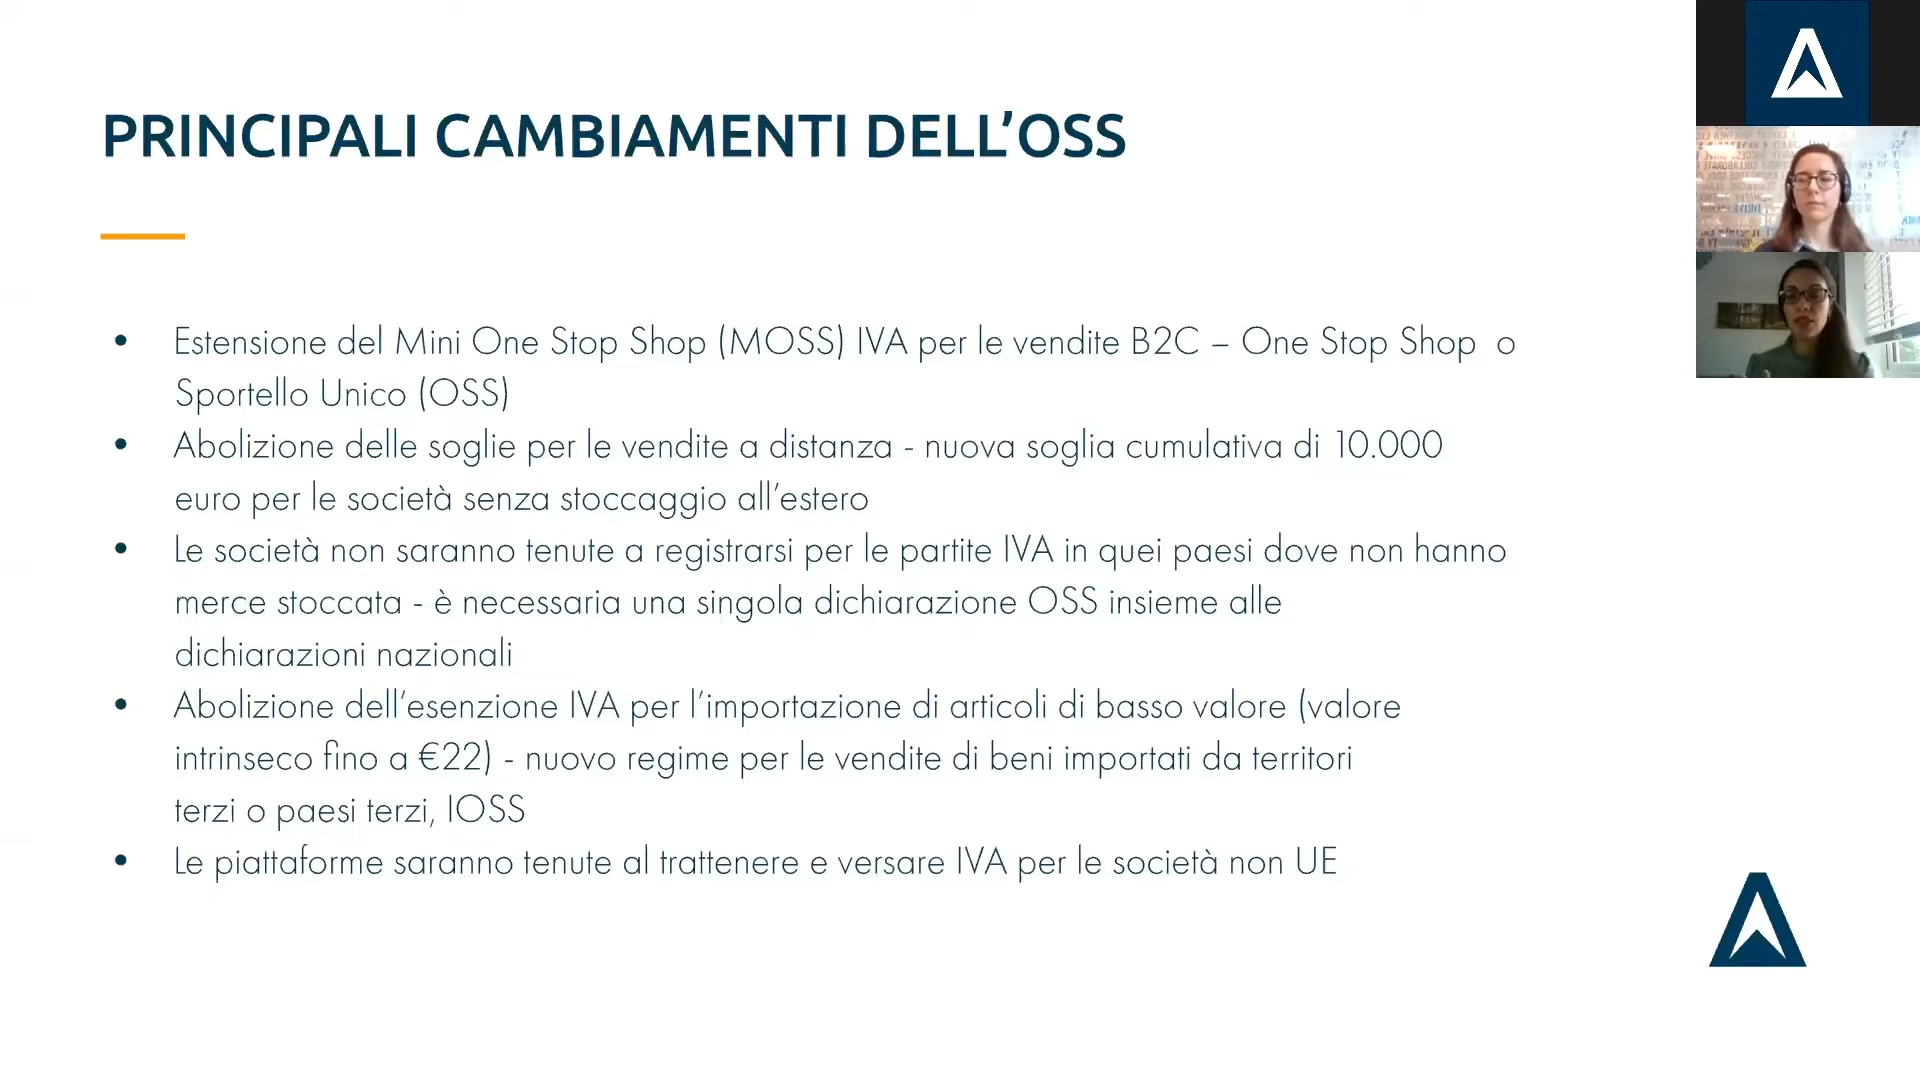 PRINCIPALI CAMBIAMENTI DELL’OSS
• Estensione del Mini One Stop Shop (MOSS) IVA per le vendite B2C – One Stop Shop o
Sportello Unico (OSS)
• Abolizione delle soglie per le vendite a distanza - nuova soglia cumulativa di 10.000
euro per le società senza stoccaggio all’estero
• Le società non saranno tenute a registrarsi per le partite IVA in quei paesi dove non hanno
merce stoccata - è necessaria una singola dichiarazione OSS insieme alle
dichiarazioni nazionali
• Abolizione dell’esenzione IVA per l’importazione di articoli di basso valore (valore
intrinseco fino a €22) - nuovo regime per le vendite di beni importati da territori
terzi o paesi terzi, IOSS
• Le piattaforme saranno tenute al trattenere e versare IVA per le società non UE